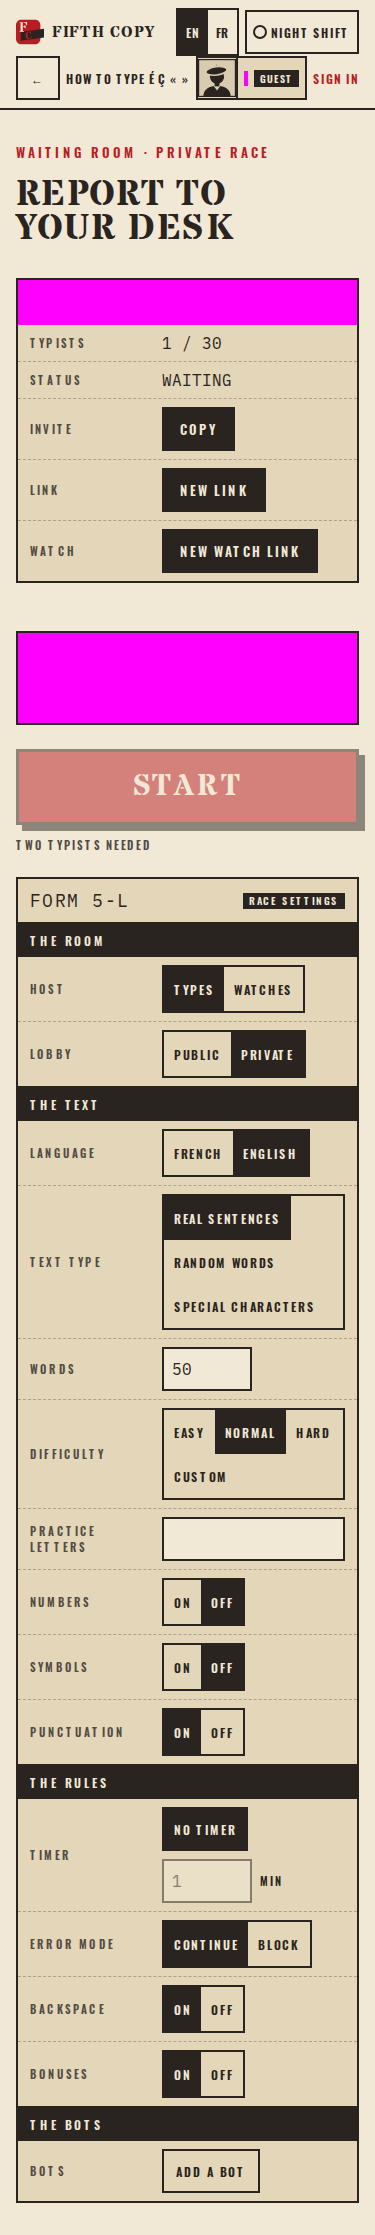 FIFTH COPY
EN FR
NIGHT SHIFT
←
HOW TO TYPE É Ç « »
GUEST
SIGN IN
WAITING ROOM · PRIVATE RACE
REPORT TO
YOUR DESK
TYPISTS 1 / 30
STATUS WAITING
INVITE COPY
LINK NEW LINK
WATCH NEW WATCH LINK
START
TWO TYPISTS NEEDED
FORM 5-L RACE SETTINGS
THE ROOM
HOST TYPES WATCHES
LOBBY PUBLIC PRIVATE
THE TEXT
LANGUAGE FRENCH ENGLISH
REAL SENTENCES
TEXT TYPE RANDOM WORDS
SPECIAL CHARACTERS
WORDS 50
DIFFICULTY EASY NORMAL HARD
CUSTOM
PRACTICE
LETTERS
NUMBERS ON OFF
SYMBOLS ON OFF
PUNCTUATION ON OFF
THE RULES
TIMER NO TIMER
1 MIN
ERROR MODE CONTINUE BLOCK
BACKSPACE ON OFF
BONUSES ON OFF
THE BOTS
BOTS ADD A BOT